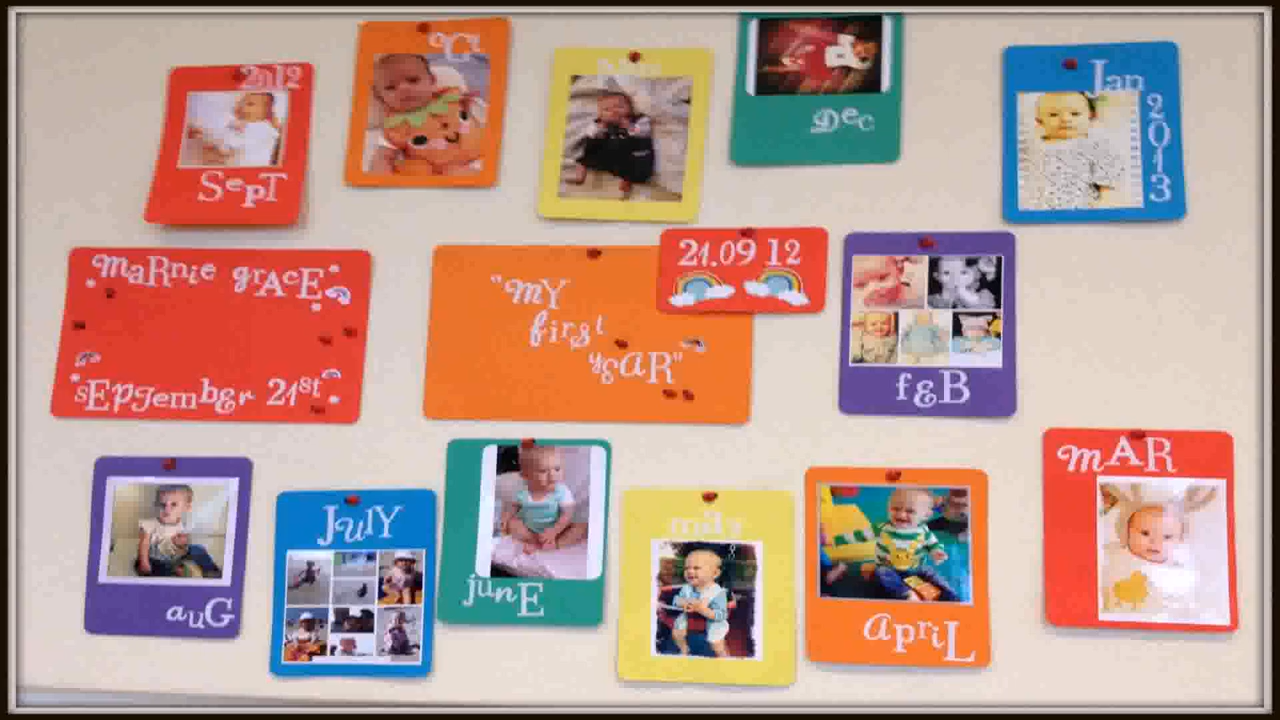 2012
SepT
Oct
Dec
Jan
2013
maRnie grAcE
sEpTember 21st
21.09 12
"mY
first
yeAR"
fEB
auG
JulY
junE
may
ApriL
mAR